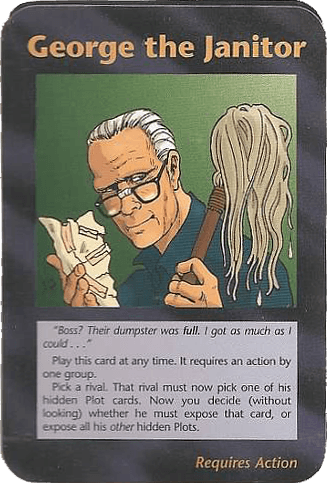 George the Janitor
"Boss? Their dumpster was full. I got as much as I
could . . ."
Play this card at any time. It requires an action by
one group.
Pick a rival. That rival must now pick one of his
hidden Plot cards. Now you decide (without
looking) whether he must expose that card, or
expose all his other hidden Plots.
Requires Action